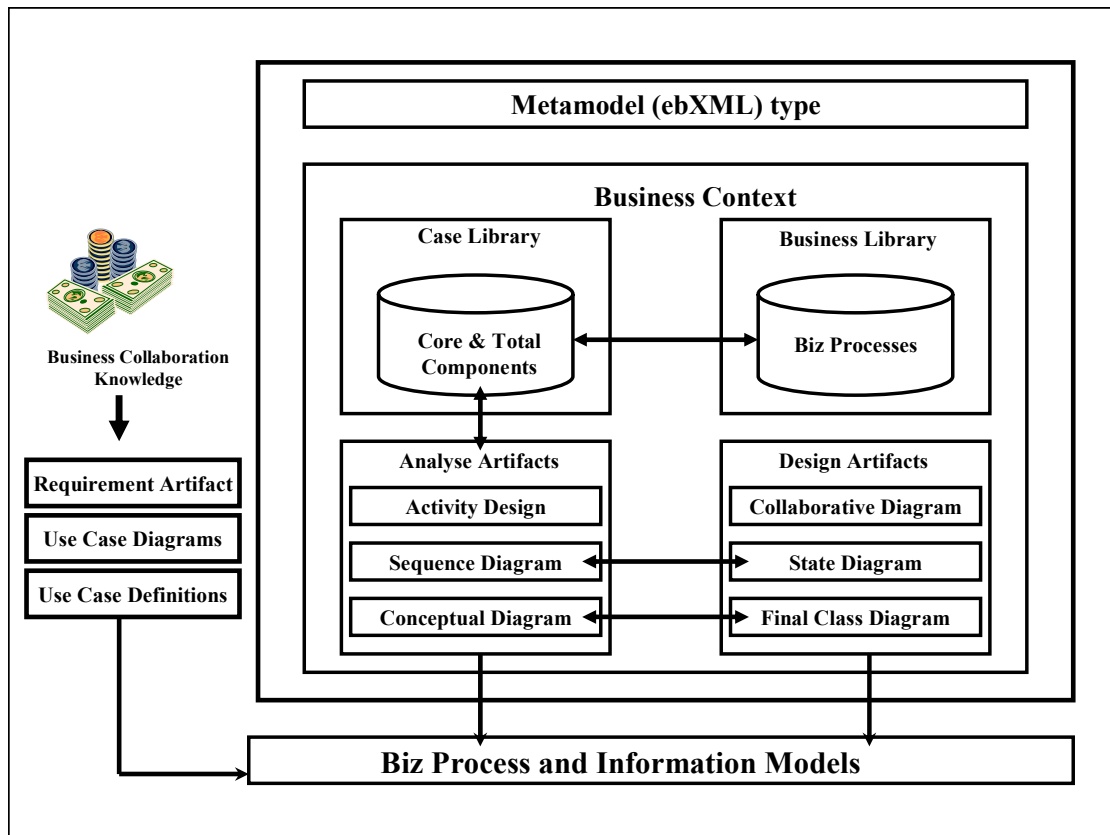 Metamodel (ebXML) type
Business Context
Case Library
Business Library
Core & Total
Components
Biz Processes
Business Collaboration
Knowledge
Requirement Artifact
Use Case Diagrams
Use Case Definitions
Analyse Artifacts
Activity Design
Sequence Diagram
Conceptual Diagram
Design Artifacts
Collaborative Diagram
State Diagram
Final Class Diagram
Biz Process and Information Models